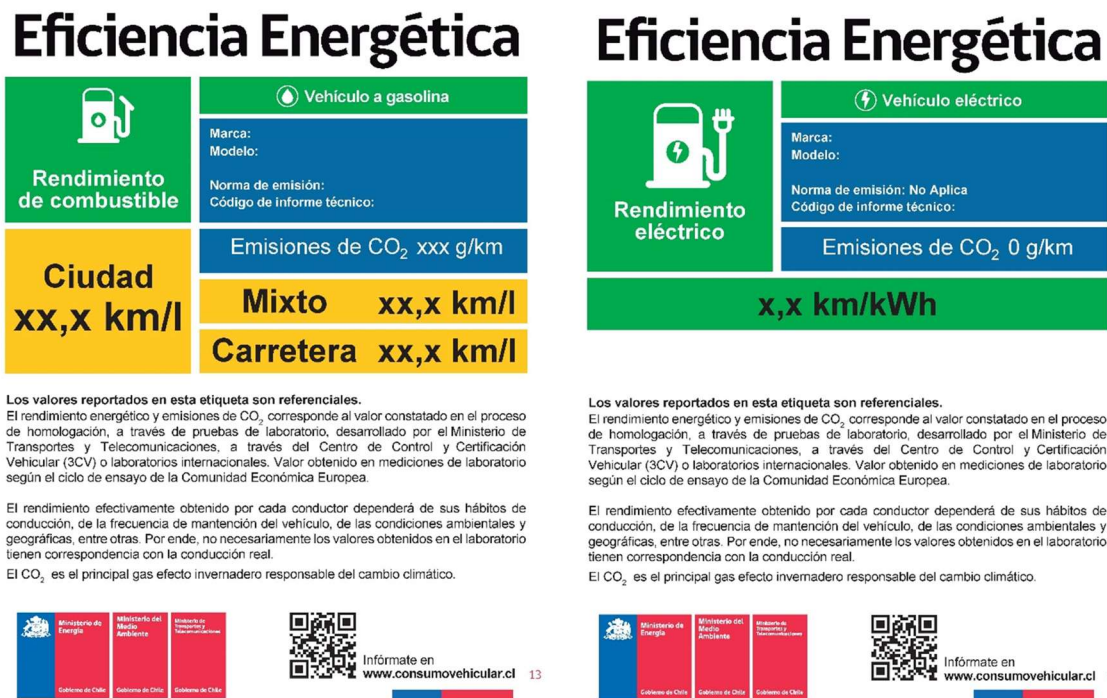 Eficiencia Energética
Vehículo a gasolina
Rendimiento
de combustible
Marca:
Modelo:
Norma de emisión:
Código de informe técnico:
Emisiones de CO₂ xxx g/km
Ciudad
xx,x km/l
Mixto xx,x km/l
Carretera xx,x km/l
Los valores reportados en esta etiqueta son referenciales.
El rendimiento energético y emisiones de CO₂ corresponde al valor constatado en el proceso
de homologación, a través de pruebas de laboratorio, desarrollado por el Ministerio de
Transportes y Telecomunicaciones, a través del Centro de Control y Certificación
Vehicular (3CV) o laboratorios internacionales. Valor obtenido en mediciones de laboratorio
según el ciclo de ensayo de la Comunidad Económica Europea.
El rendimiento efectivamente obtenido por cada conductor dependerá de sus hábitos de
conducción, de la frecuencia de mantención del vehículo, de las condiciones ambientales y
geográficas, entre otras. Por ende, no necesariamente los valores obtenidos en el laboratorio
tienen correspondencia con la conducción real.
El CO₂ es el principal gas efecto invernadero responsable del cambio climático.
Ministerio de
Energía
Gobierno de Chile
Ministerio del
Medio
Ambiente
Gobierno de Chile
Ministerio de
Transportes y
Telecomunicaciones
Gobierno de Chile
Infórmate en
www.consumovehicular.cl
13
Eficiencia Energética
Vehículo eléctrico
Rendimiento
eléctrico
Marca:
Modelo:
Norma de emisión: No Aplica
Código de informe técnico:
Emisiones de CO₂ 0 g/km
x,x km/kWh
Los valores reportados en esta etiqueta son referenciales.
El rendimiento energético y emisiones de CO₂ corresponde al valor constatado en el proceso
de homologación, a través de pruebas de laboratorio, desarrollado por el Ministerio de
Transportes y Telecomunicaciones, a través del Centro de Control y Certificación
Vehicular (3CV) o laboratorios internacionales. Valor obtenido en mediciones de laboratorio
según el ciclo de ensayo de la Comunidad Económica Europea.
El rendimiento efectivamente obtenido por cada conductor dependerá de sus hábitos de
conducción, de la frecuencia de mantención del vehículo, de las condiciones ambientales y
geográficas, entre otras. Por ende, no necesariamente los valores obtenidos en el laboratorio
tienen correspondencia con la conducción real.
El CO₂ es el principal gas efecto invernadero responsable del cambio climático.
Ministerio de
Energía
Gobierno de Chile
Ministerio del
Medio
Ambiente
Gobierno de Chile
Ministerio de
Transportes y
Telecomunicaciones
Gobierno de Chile
Infórmate en
www.consumovehicular.cl